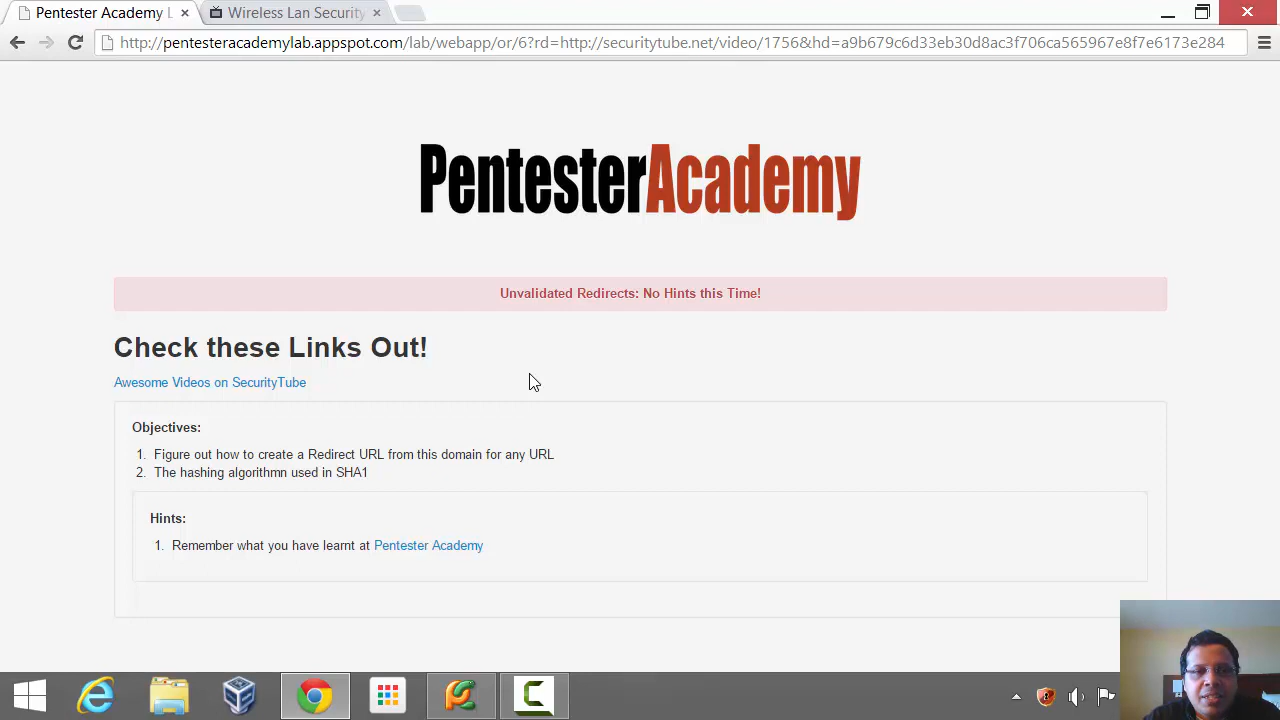 Pentester Academy L
Wireless Lan Security
http://pentesteracademylab.appspot.com/lab/webapp/or/6?rd=http://securitytube.net/video/1756&hd=a9b679c6d33eb30d8ac3f706ca565967e8f7e6173e284
PentesterAcademy
Unvalidated Redirects: No Hints this Time!
Check these Links Out!
Awesome Videos on SecurityTube
Objectives:
1. Figure out how to create a Redirect URL from this domain for any URL
2. The hashing algorithmn used in SHA1
Hints:
1. Remember what you have learnt at Pentester Academy